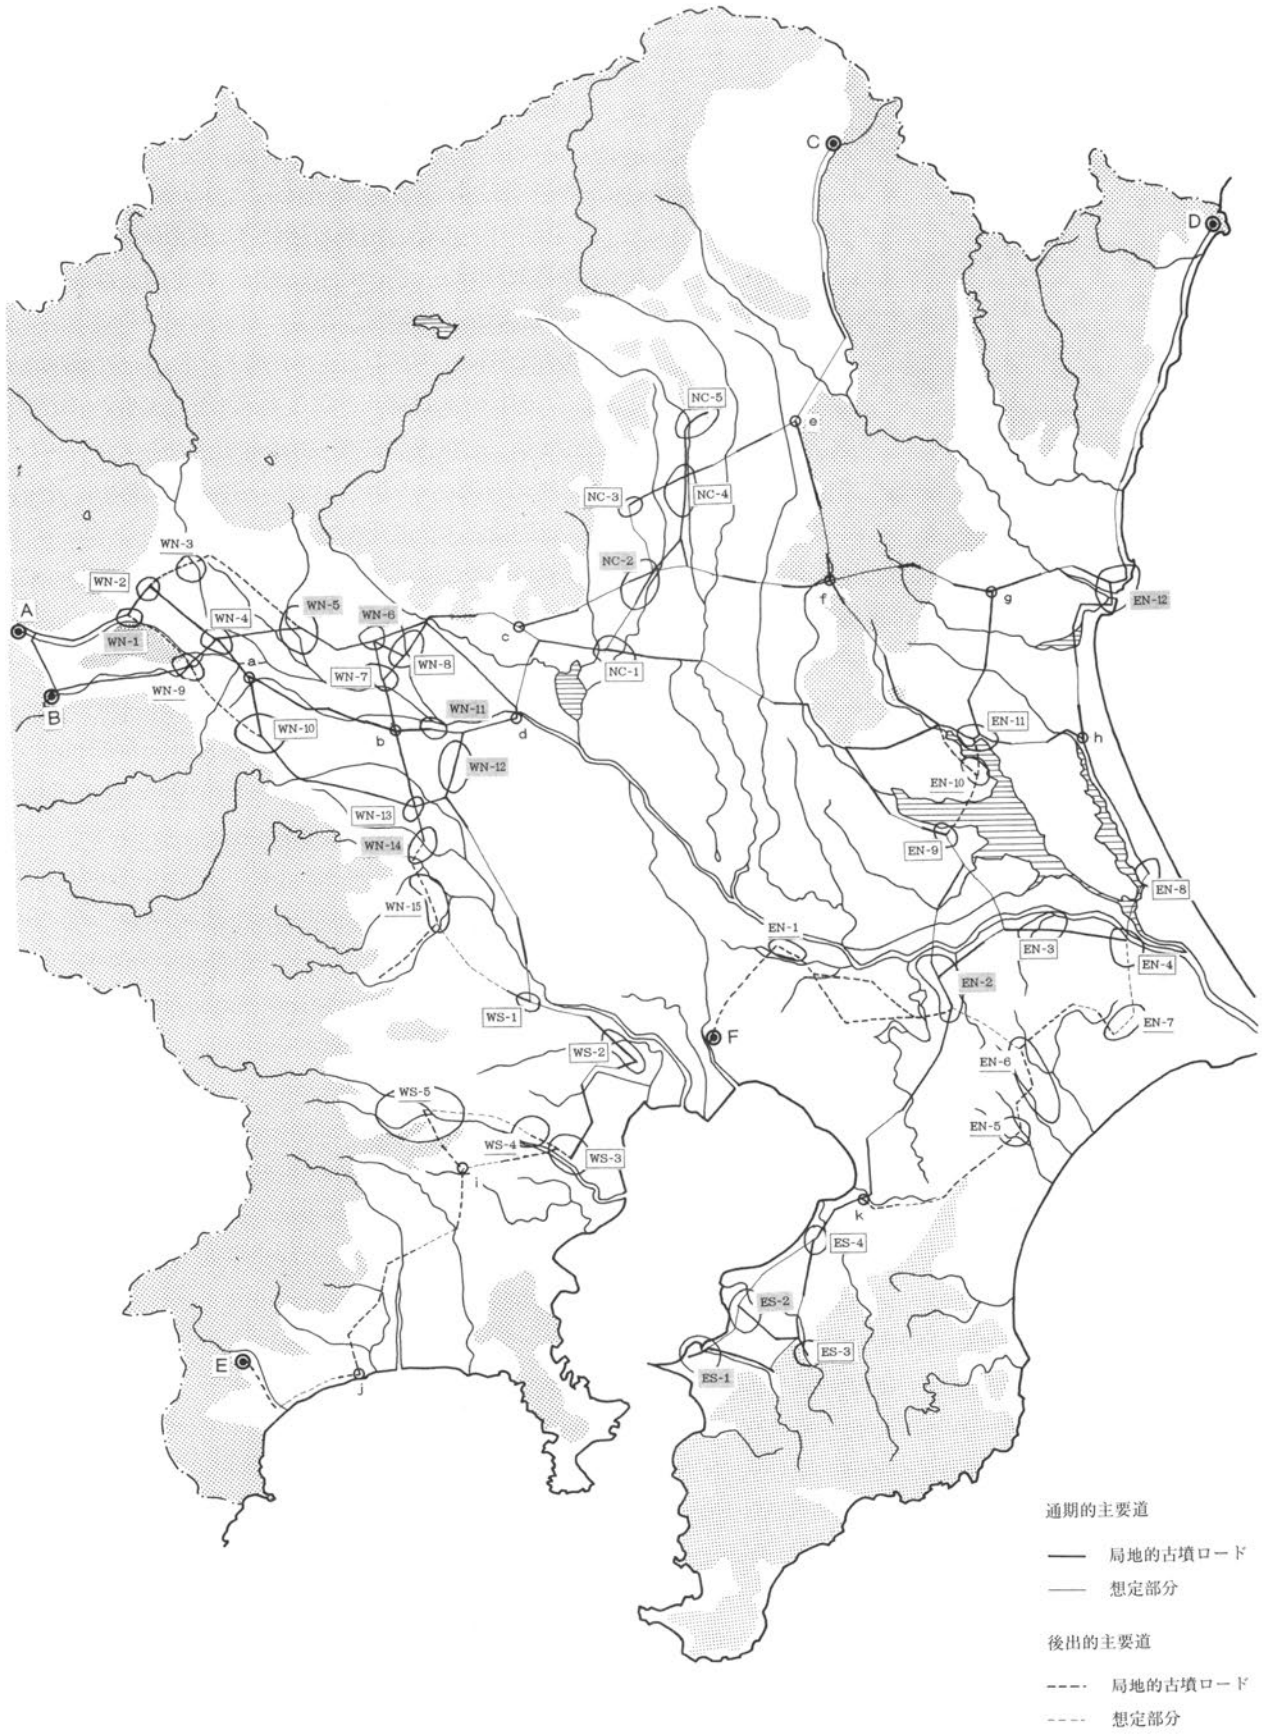 C
D
NC-5
e
NC-3
NC-4
WN-3
NC-2
WN-2
f
g
EN-12
A
WN-1
WN-4
WN-5
WN-6
c
WN-8
NC-1
WN-9
a
WN-7
B
WN-10
WN-11
b
d
EN-11
h
WN-12
EN-10
WN-13
WN-14
EN-9
EN-8
WN-15
EN-1
EN-3
EN-4
EN-2
WS-1
EN-7
F
WS-2
EN-6
WS-5
EN-5
WS-4
WS-3
i
k
ES-4
ES-2
E
j
ES-3
ES-1
通期的主要道
局地的古墳ロード
想定部分
後出的主要道
局地的古墳ロード
想定部分